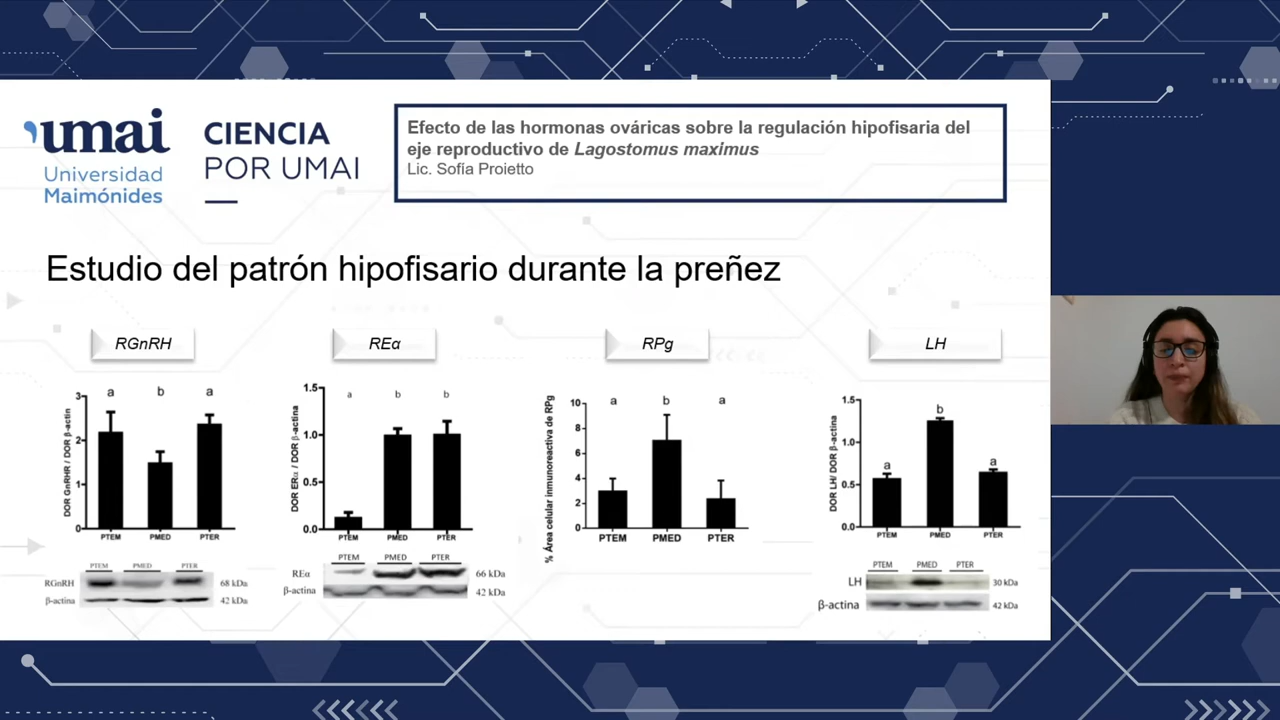 umai
Universidad
Maimónides
CIENCIA
POR UMAI
Efecto de las hormonas ováricas sobre la regulación hipofisaria del
eje reproductivo de Lagostomus maximus
Lic. Sofía Proietto
Estudio del patrón hipofisario durante la preñez
RGnRH
DOR GnRHR / DOR β-actin
3
2
1
0
a
b
a
PTEM PMED PTER
PTEM PMED PTER
RGnRH 68 kDa
β-actina 42 kDa
REα
DOR ERα / DOR β-actina
1.5
1.0
0.5
0.0
a
b
b
PTEM PMED PTER
PTEM PMED PTER
REα 66 kDa
β-actina 42 kDa
RPg
% Área celular inmunoreactiva de RPg
10
8
6
4
2
0
a
b
a
PTEM PMED PTER
LH
DOR LH/ DOR β-actina
1.5
1.0
0.5
0.0
a
b
a
PTEM PMED PTER
PTEM PMED PTER
LH 30 kDa
β-actina 42 kDa